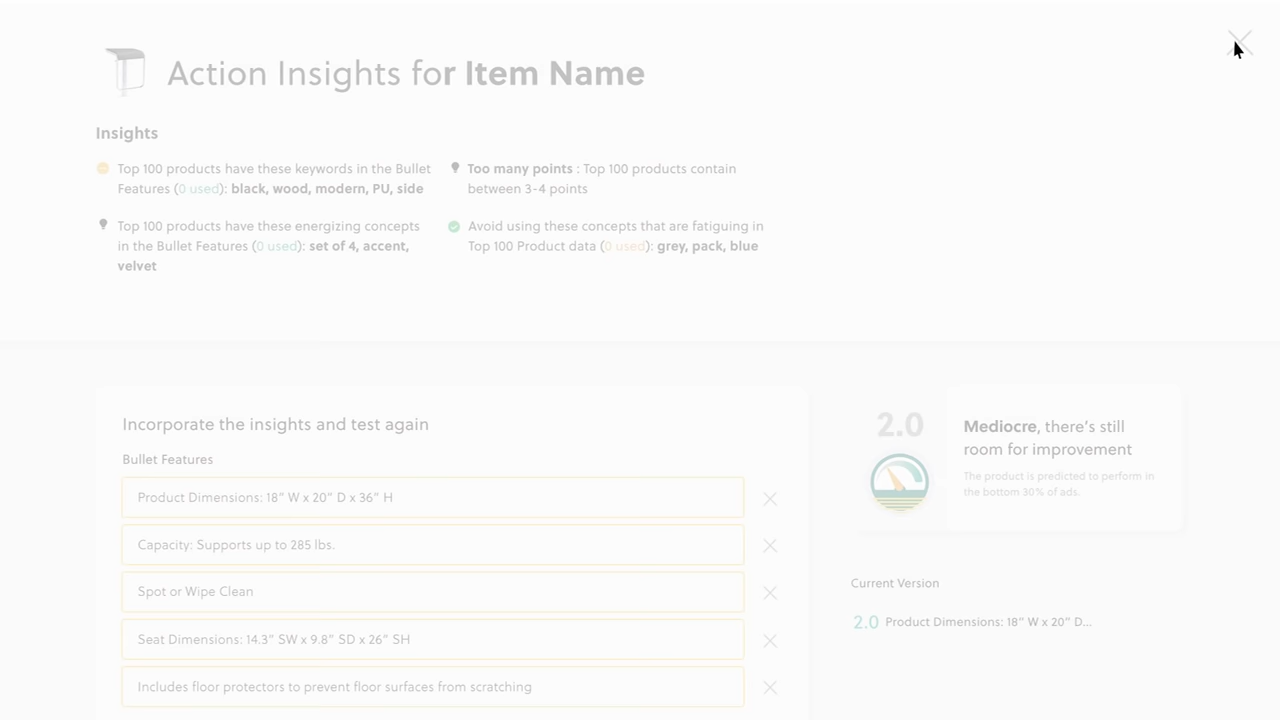 Action Insights for Item Name
Insights
Top 100 products have these keywords in the Bullet
Features (0 used): black, wood, modern, PU, side
Too many points : Top 100 products contain
between 3-4 points
Top 100 products have these energizing concepts
in the Bullet Features (0 used): set of 4, accent,
velvet
Avoid using these concepts that are fatiguing in
Top 100 Product data (0 used): grey, pack, blue
Incorporate the insights and test again
Bullet Features
Product Dimensions: 18” W x 20” D x 36” H
Capacity: Supports up to 285 lbs.
Spot or Wipe Clean
Seat Dimensions: 14.3” SW x 9.8” SD x 26” SH
Includes floor protectors to prevent floor surfaces from scratching
2.0
Mediocre, there’s still
room for improvement
The product is predicted to perform in
the bottom 30% of ads.
Current Version
2.0 Product Dimensions: 18” W x 20” D...